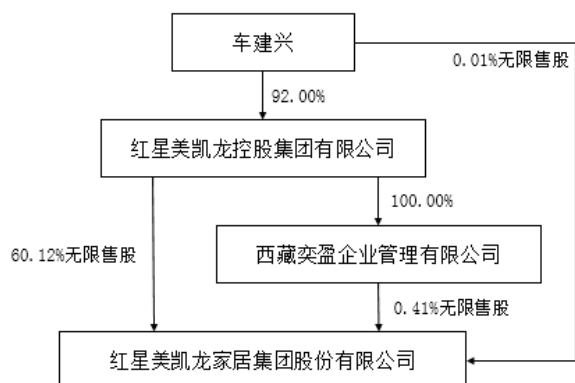 车建兴
0.01%无限售股
92.00%
红星美凯龙控股集团有限公司
100.00%
60.12%无限售股
西藏奕盈企业管理有限公司
0.41%无限售股
红星美凯龙家居集团股份有限公司